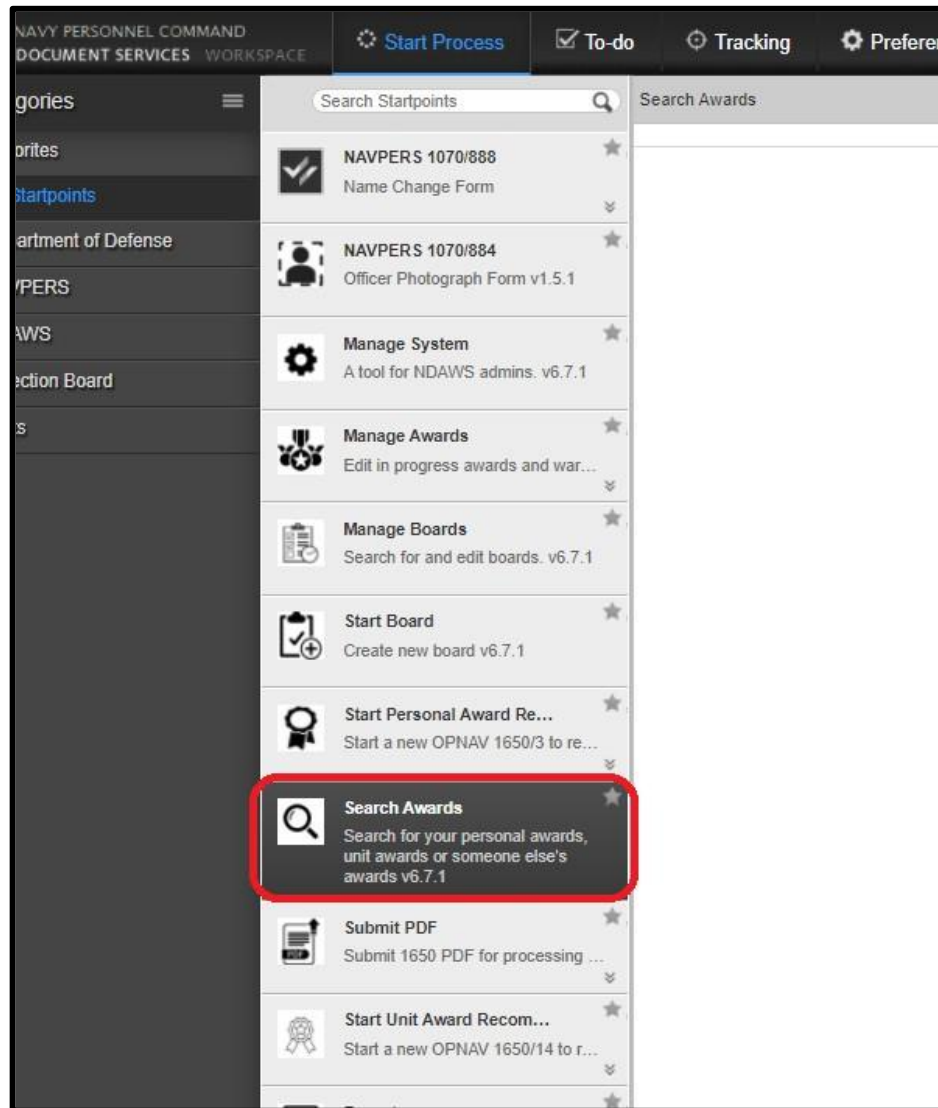 NAVY PERSONNEL COMMAND
DOCUMENT SERVICES WORKSPACE
Start Process
To-do
Tracking
Preferen
gories
orites
Startpoints
artment of Defense
VPERS
AWS
ection Board
s
Search Startpoints
Search Awards
NAVPERS 1070/888
Name Change Form
NAVPERS 1070/884
Officer Photograph Form v1.5.1
Manage System
A tool for NDAWS admins. v6.7.1
Manage Awards
Edit in progress awards and war...
Manage Boards
Search for and edit boards. v6.7.1
Start Board
Create new board v6.7.1
Start Personal Award Re...
Start a new OPNAV 1650/3 to re...
Search Awards
Search for your personal awards,
unit awards or someone else's
awards v6.7.1
Submit PDF
Submit 1650 PDF for processing ...
Start Unit Award Recom...
Start a new OPNAV 1650/14 to r...